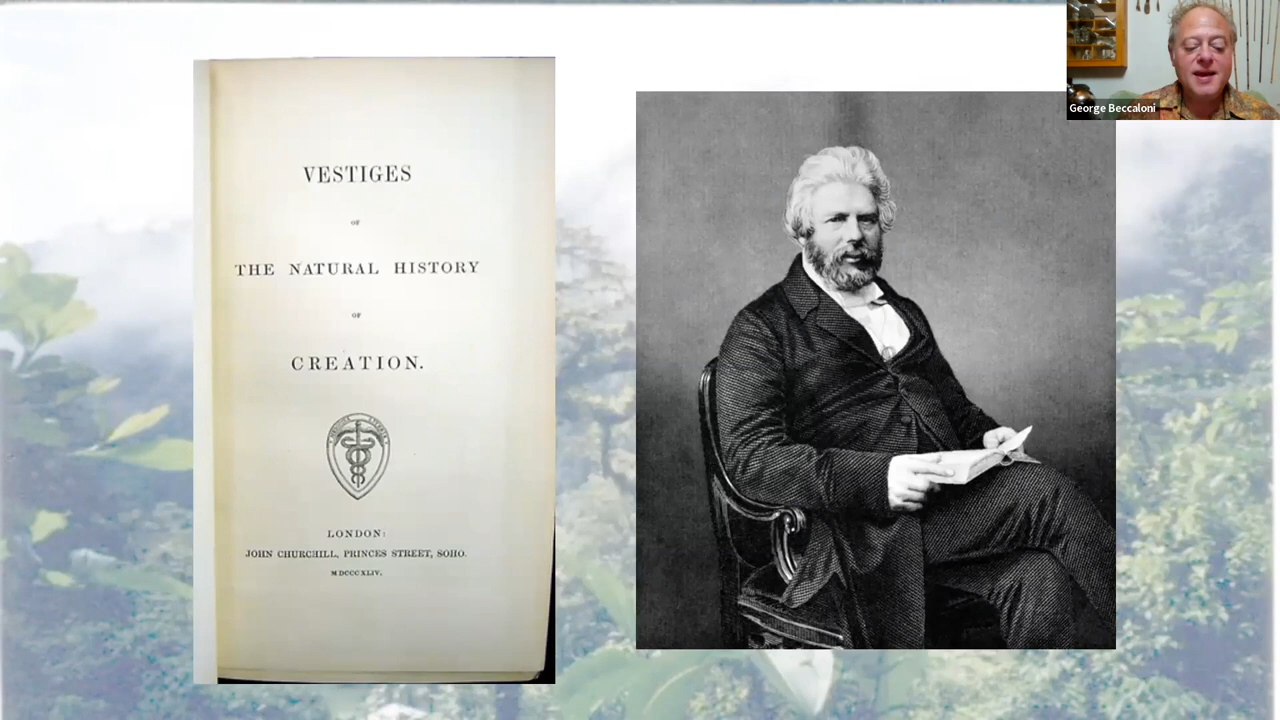 VESTIGES
OF
THE NATURAL HISTORY
OF
CREATION.
LONDON:
JOHN CHURCHILL, PRINCES STREET, SOHO.
MDCCCXLIV.
George Beccaloni